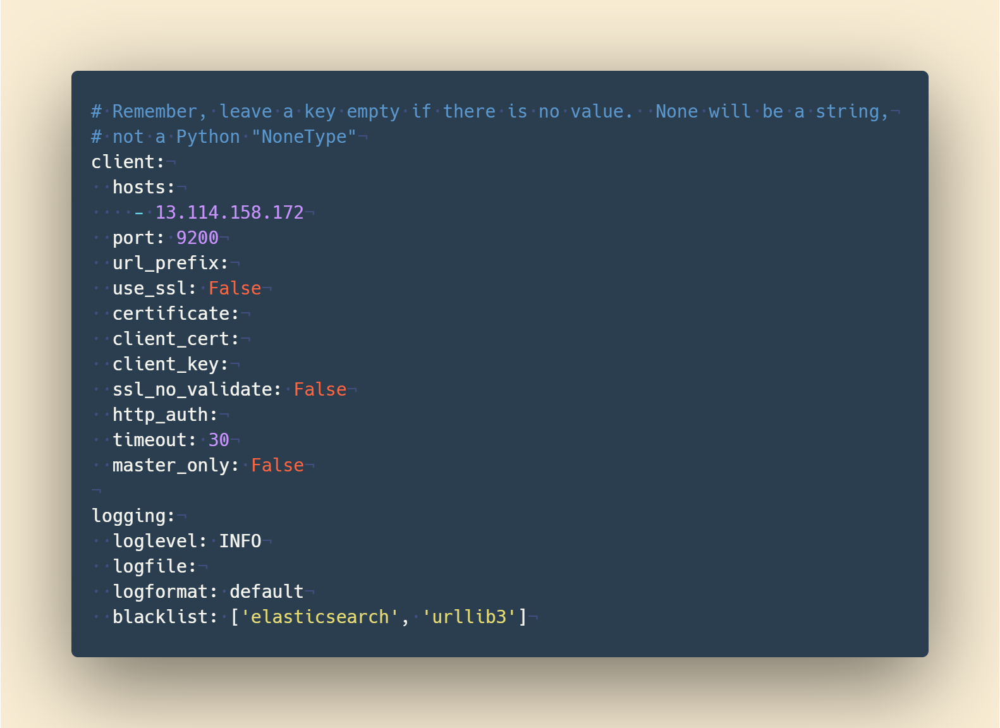 # Remember, leave a key empty if there is no value.  None will be a string,
# not a Python "NoneType"
client:
  hosts:
    - 13.114.158.172
  port: 9200
  url_prefix:
  use_ssl: False
  certificate:
  client_cert:
  client_key:
  ssl_no_validate: False
  http_auth:
  timeout: 30
  master_only: False

logging:
  loglevel: INFO
  logfile:
  logformat: default
  blacklist: ['elasticsearch', 'urllib3']